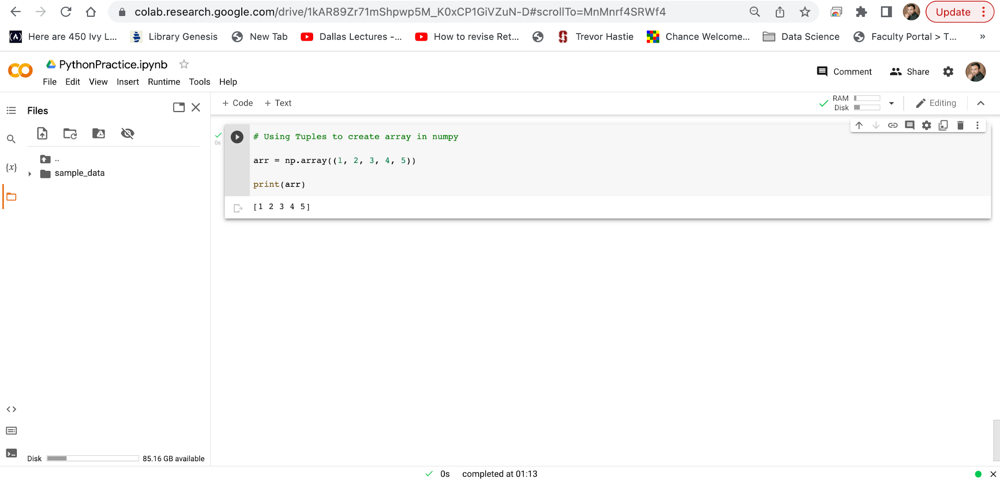 colab.research.google.com/drive/1kAR89Zr71mShpwp5M_K0xCP1GiVZuN-D#scrollTo=MnMnrf4SRWf4
Update
Here are 450 Ivy L...
Library Genesis
New Tab
Dallas Lectures -...
How to revise Ret...
Trevor Hastie
Chance Welcome...
Data Science
Faculty Portal > T...
»
PythonPractice.ipynb
File Edit View Insert Runtime Tools Help
Comment
Share
Files
+ Code + Text
RAM
Disk
Editing
{x}
..
sample_data
0s
# Using Tuples to create array in numpy
arr = np.array((1, 2, 3, 4, 5))
print(arr)
[1 2 3 4 5]
Disk
85.16 GB available
0s completed at 01:13